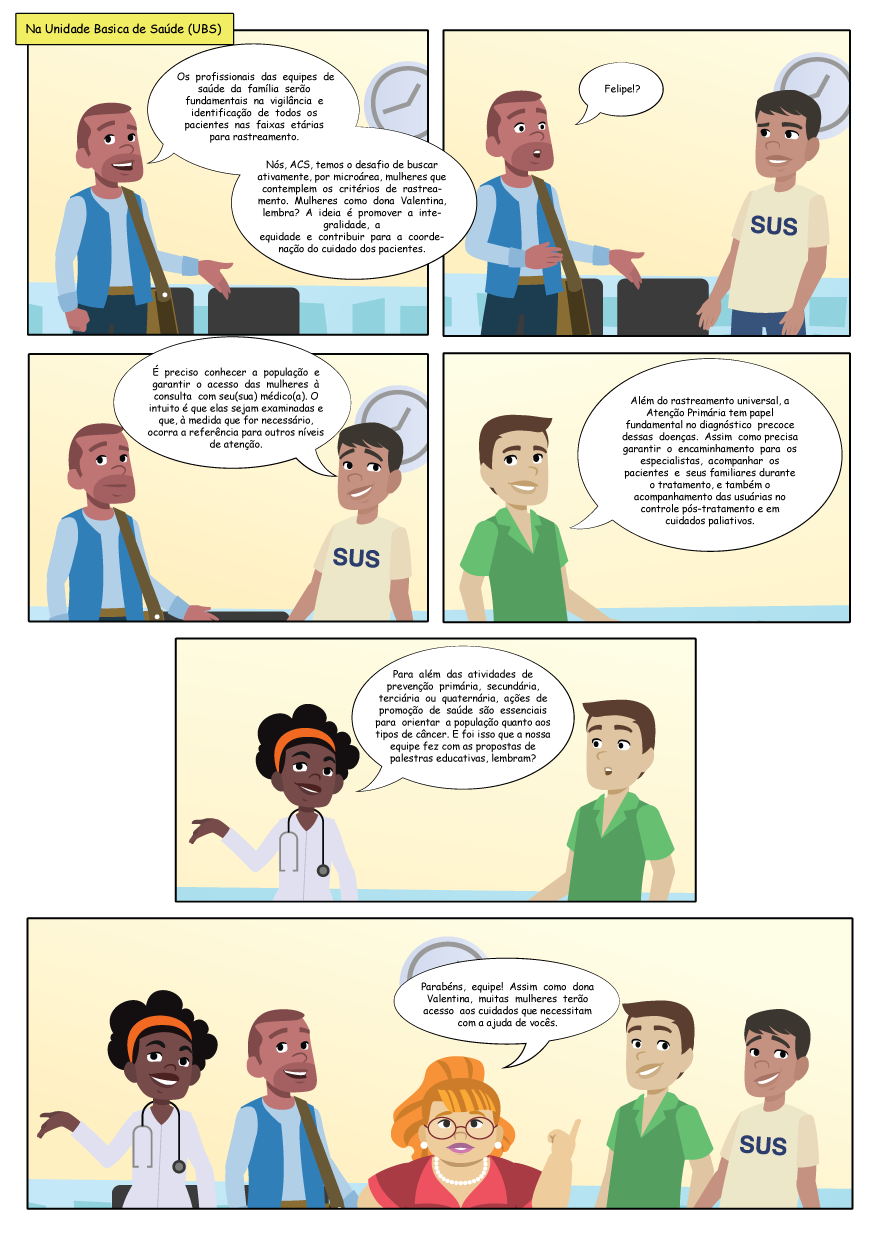 Na Unidade Basica de Saúde (UBS)
Os profissionais das equipes de
saúde da família serão
fundamentais na vigilância e
identificação de todos os
pacientes nas faixas etárias
para rastreamento.
Nós, ACS, temos o desafio de buscar
ativamente, por microárea, mulheres que
contemplem os critérios de rastrea-
mento. Mulheres como dona Valentina,
lembra? A ideia é promover a inte-
gralidade, a
equidade e contribuir para a coorde-
nação do cuidado dos pacientes.
Felipe!?
SUS
É preciso conhecer a população e
garantir o acesso das mulheres à
consulta com seu(sua) médico(a). O
intuito é que elas sejam examinadas e
que, à medida que for necessário,
ocorra a referência para outros níveis
de atenção.
SUS
Além do rastreamento universal, a
Atenção Primária tem papel
fundamental no diagnóstico precoce
dessas doenças. Assim como precisa
garantir o encaminhamento para os
especialistas, acompanhar os
pacientes e seus familiares durante
o tratamento, e também o
acompanhamento das usuárias no
controle pós-tratamento e em
cuidados paliativos.
Para além das atividades de
prevenção primária, secundária,
terciária ou quaternária, ações de
promoção de saúde são essenciais
para orientar a população quanto aos
tipos de câncer. E foi isso que a nossa
equipe fez com as propostas de
palestras educativas, lembram?
Parabéns, equipe! Assim como dona
Valentina, muitas mulheres terão
acesso aos cuidados que necessitam
com a ajuda de vocês.
SUS